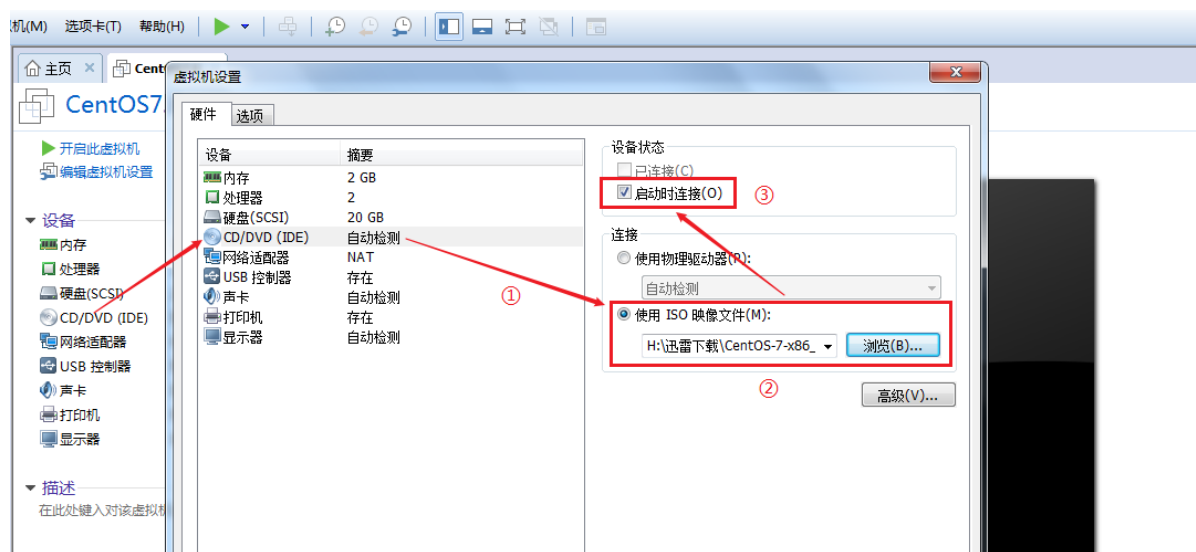 机(M) 选项卡(T) 帮助(H)
主页 × Cent
CentOS7
开启此虚拟机
编辑虚拟机设置
设备
内存
处理器
硬盘(SCSI)
CD/DVD (IDE)
网络适配器
USB 控制器
声卡
打印机
显示器
描述
在此处键入对该虚拟机
虚拟机设置
硬件 选项
设备 摘要
内存 2 GB
处理器 2
硬盘(SCSI) 20 GB
CD/DVD (IDE) 自动检测
网络适配器 NAT
USB 控制器 存在
声卡 自动检测
打印机 存在
显示器 自动检测
①
设备状态
已连接(C)
启动时连接(O) ③
连接
使用物理驱动器(P):
自动检测
使用 ISO 映像文件(M):
H:\迅雷下载\CentOS-7-x86_ 浏览(B)...
②
高级(V)...